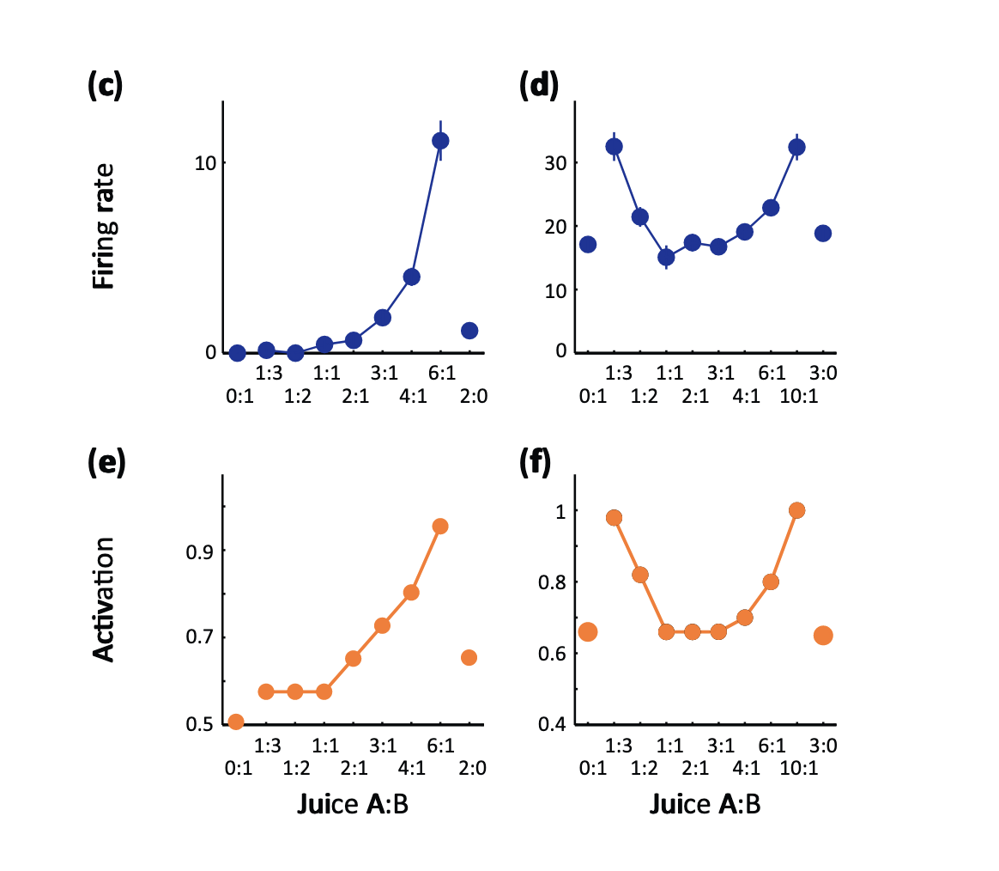 (c)
Firing rate
10
0
1:3 1:1 3:1 6:1
0:1 1:2 2:1 4:1 2:0
(d)
30
20
10
0
1:3 1:1 3:1 6:1 3:0
0:1 1:2 2:1 4:1 10:1
(e)
Activation
0.9
0.7
0.5
1:3 1:1 3:1 6:1
0:1 1:2 2:1 4:1 2:0
Juice A:B
(f)
1
0.8
0.6
0.4
1:3 1:1 3:1 6:1 3:0
0:1 1:2 2:1 4:1 10:1
Juice A:B